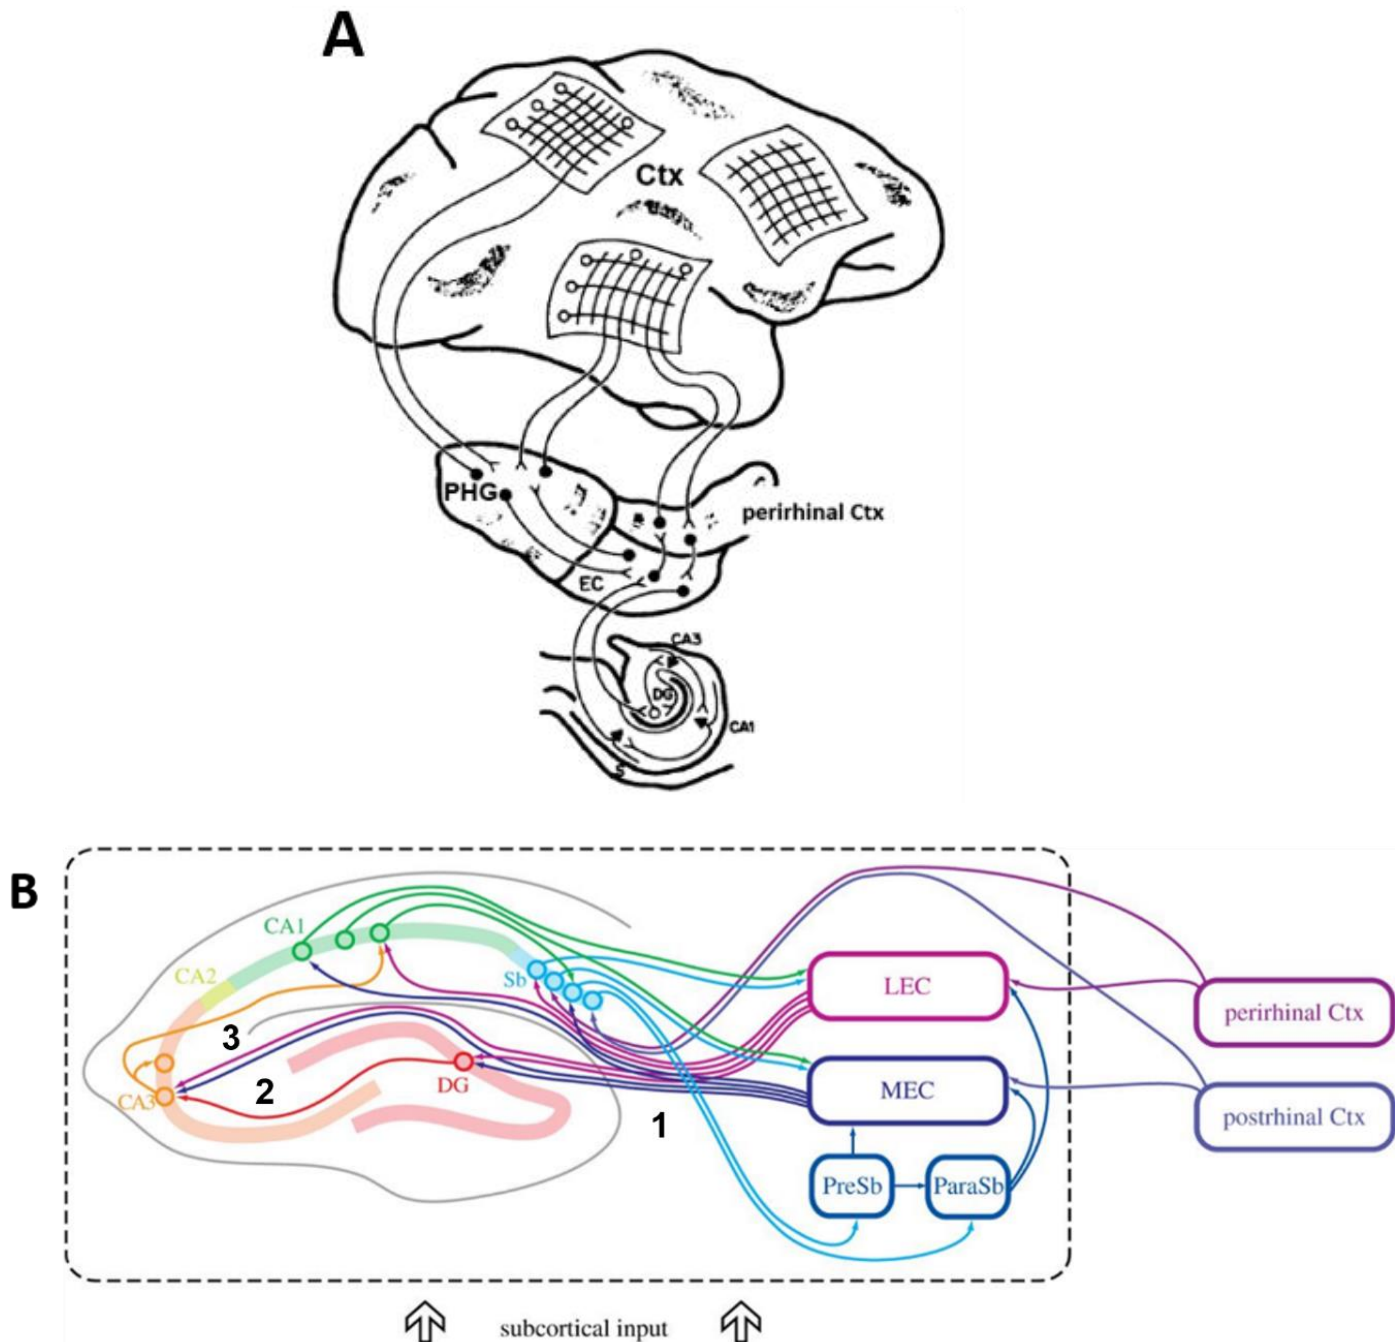 A
Ctx
PHG
perirhinal Ctx
EC
CA3
DG
CA1
S
B
CA1
CA2
Sb
LEC
perirhinal Ctx
3
2
DG
CA3
MEC
1
postrhinal Ctx
PreSb
ParaSb
subcortical input